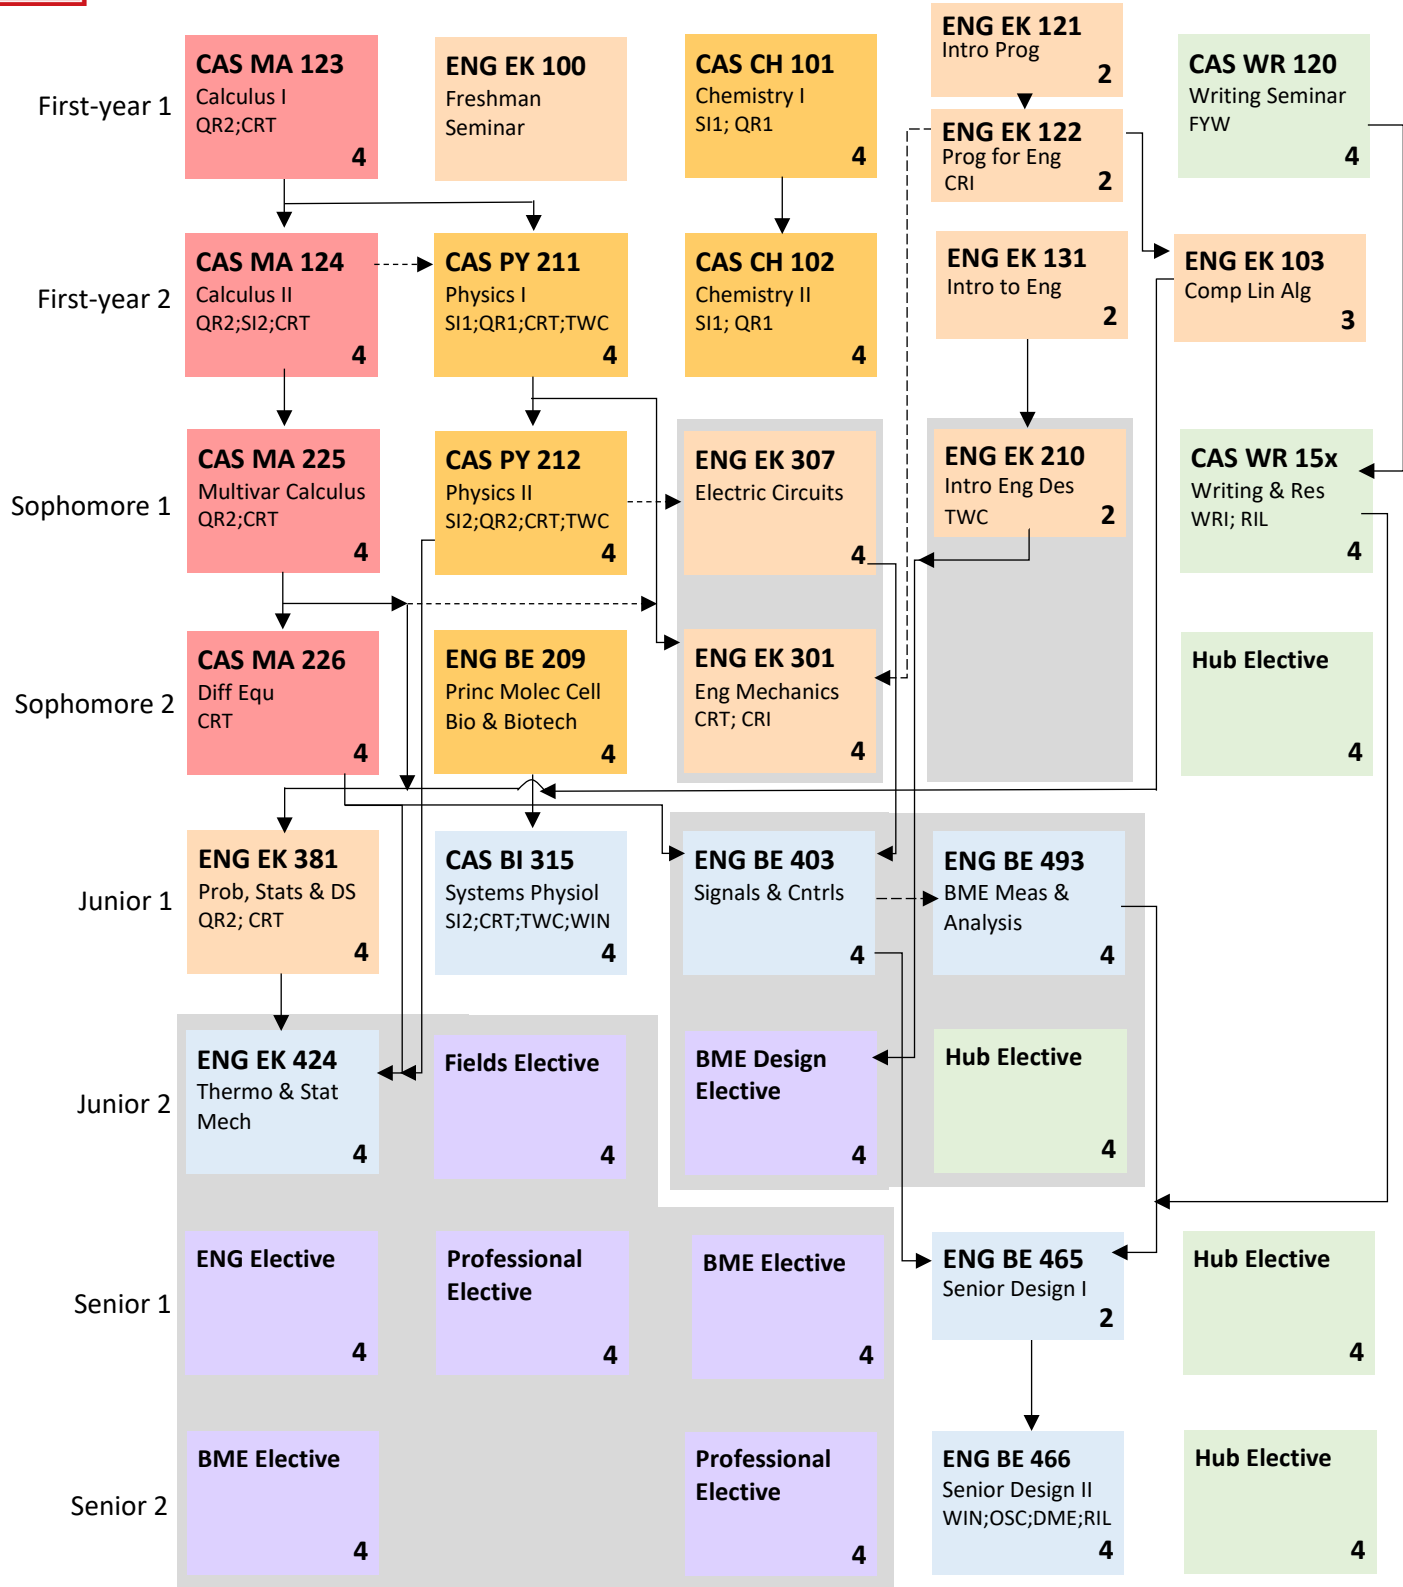 First-year 1
CAS MA 123
Calculus I
QR2;CRT
4
ENG EK 100
Freshman
Seminar
CAS CH 101
Chemistry I
SI1; QR1
4
ENG EK 121
Intro Prog
2
ENG EK 122
Prog for Eng
CRI
2
CAS WR 120
Writing Seminar
FYW
4
First-year 2
CAS MA 124
Calculus II
QR2;SI2;CRT
4
CAS PY 211
Physics I
SI1;QR1;CRT;TWC
4
CAS CH 102
Chemistry II
SI1; QR1
4
ENG EK 131
Intro to Eng
2
ENG EK 103
Comp Lin Alg
3
Sophomore 1
CAS MA 225
Multivar Calculus
QR2;CRT
4
CAS PY 212
Physics II
SI2;QR2;CRT;TWC
4
ENG EK 307
Electric Circuits
4
ENG EK 210
Intro Eng Des
TWC
2
CAS WR 15x
Writing & Res
WRI; RIL
4
Sophomore 2
CAS MA 226
Diff Equ
CRT
4
ENG BE 209
Princ Molec Cell
Bio & Biotech
4
ENG EK 301
Eng Mechanics
CRT; CRI
4
Hub Elective
4
Junior 1
ENG EK 381
Prob, Stats & DS
QR2; CRT
4
CAS BI 315
Systems Physiol
SI2;CRT;TWC;WIN
4
ENG BE 403
Signals & Cntrls
4
ENG BE 493
BME Meas &
Analysis
4
Junior 2
ENG EK 424
Thermo & Stat
Mech
4
Fields Elective
4
BME Design
Elective
4
Hub Elective
4
Senior 1
ENG Elective
4
Professional
Elective
4
BME Elective
4
ENG BE 465
Senior Design I
2
Hub Elective
4
Senior 2
BME Elective
4
Professional
Elective
4
ENG BE 466
Senior Design II
WIN;OSC;DME;RIL
4
Hub Elective
4